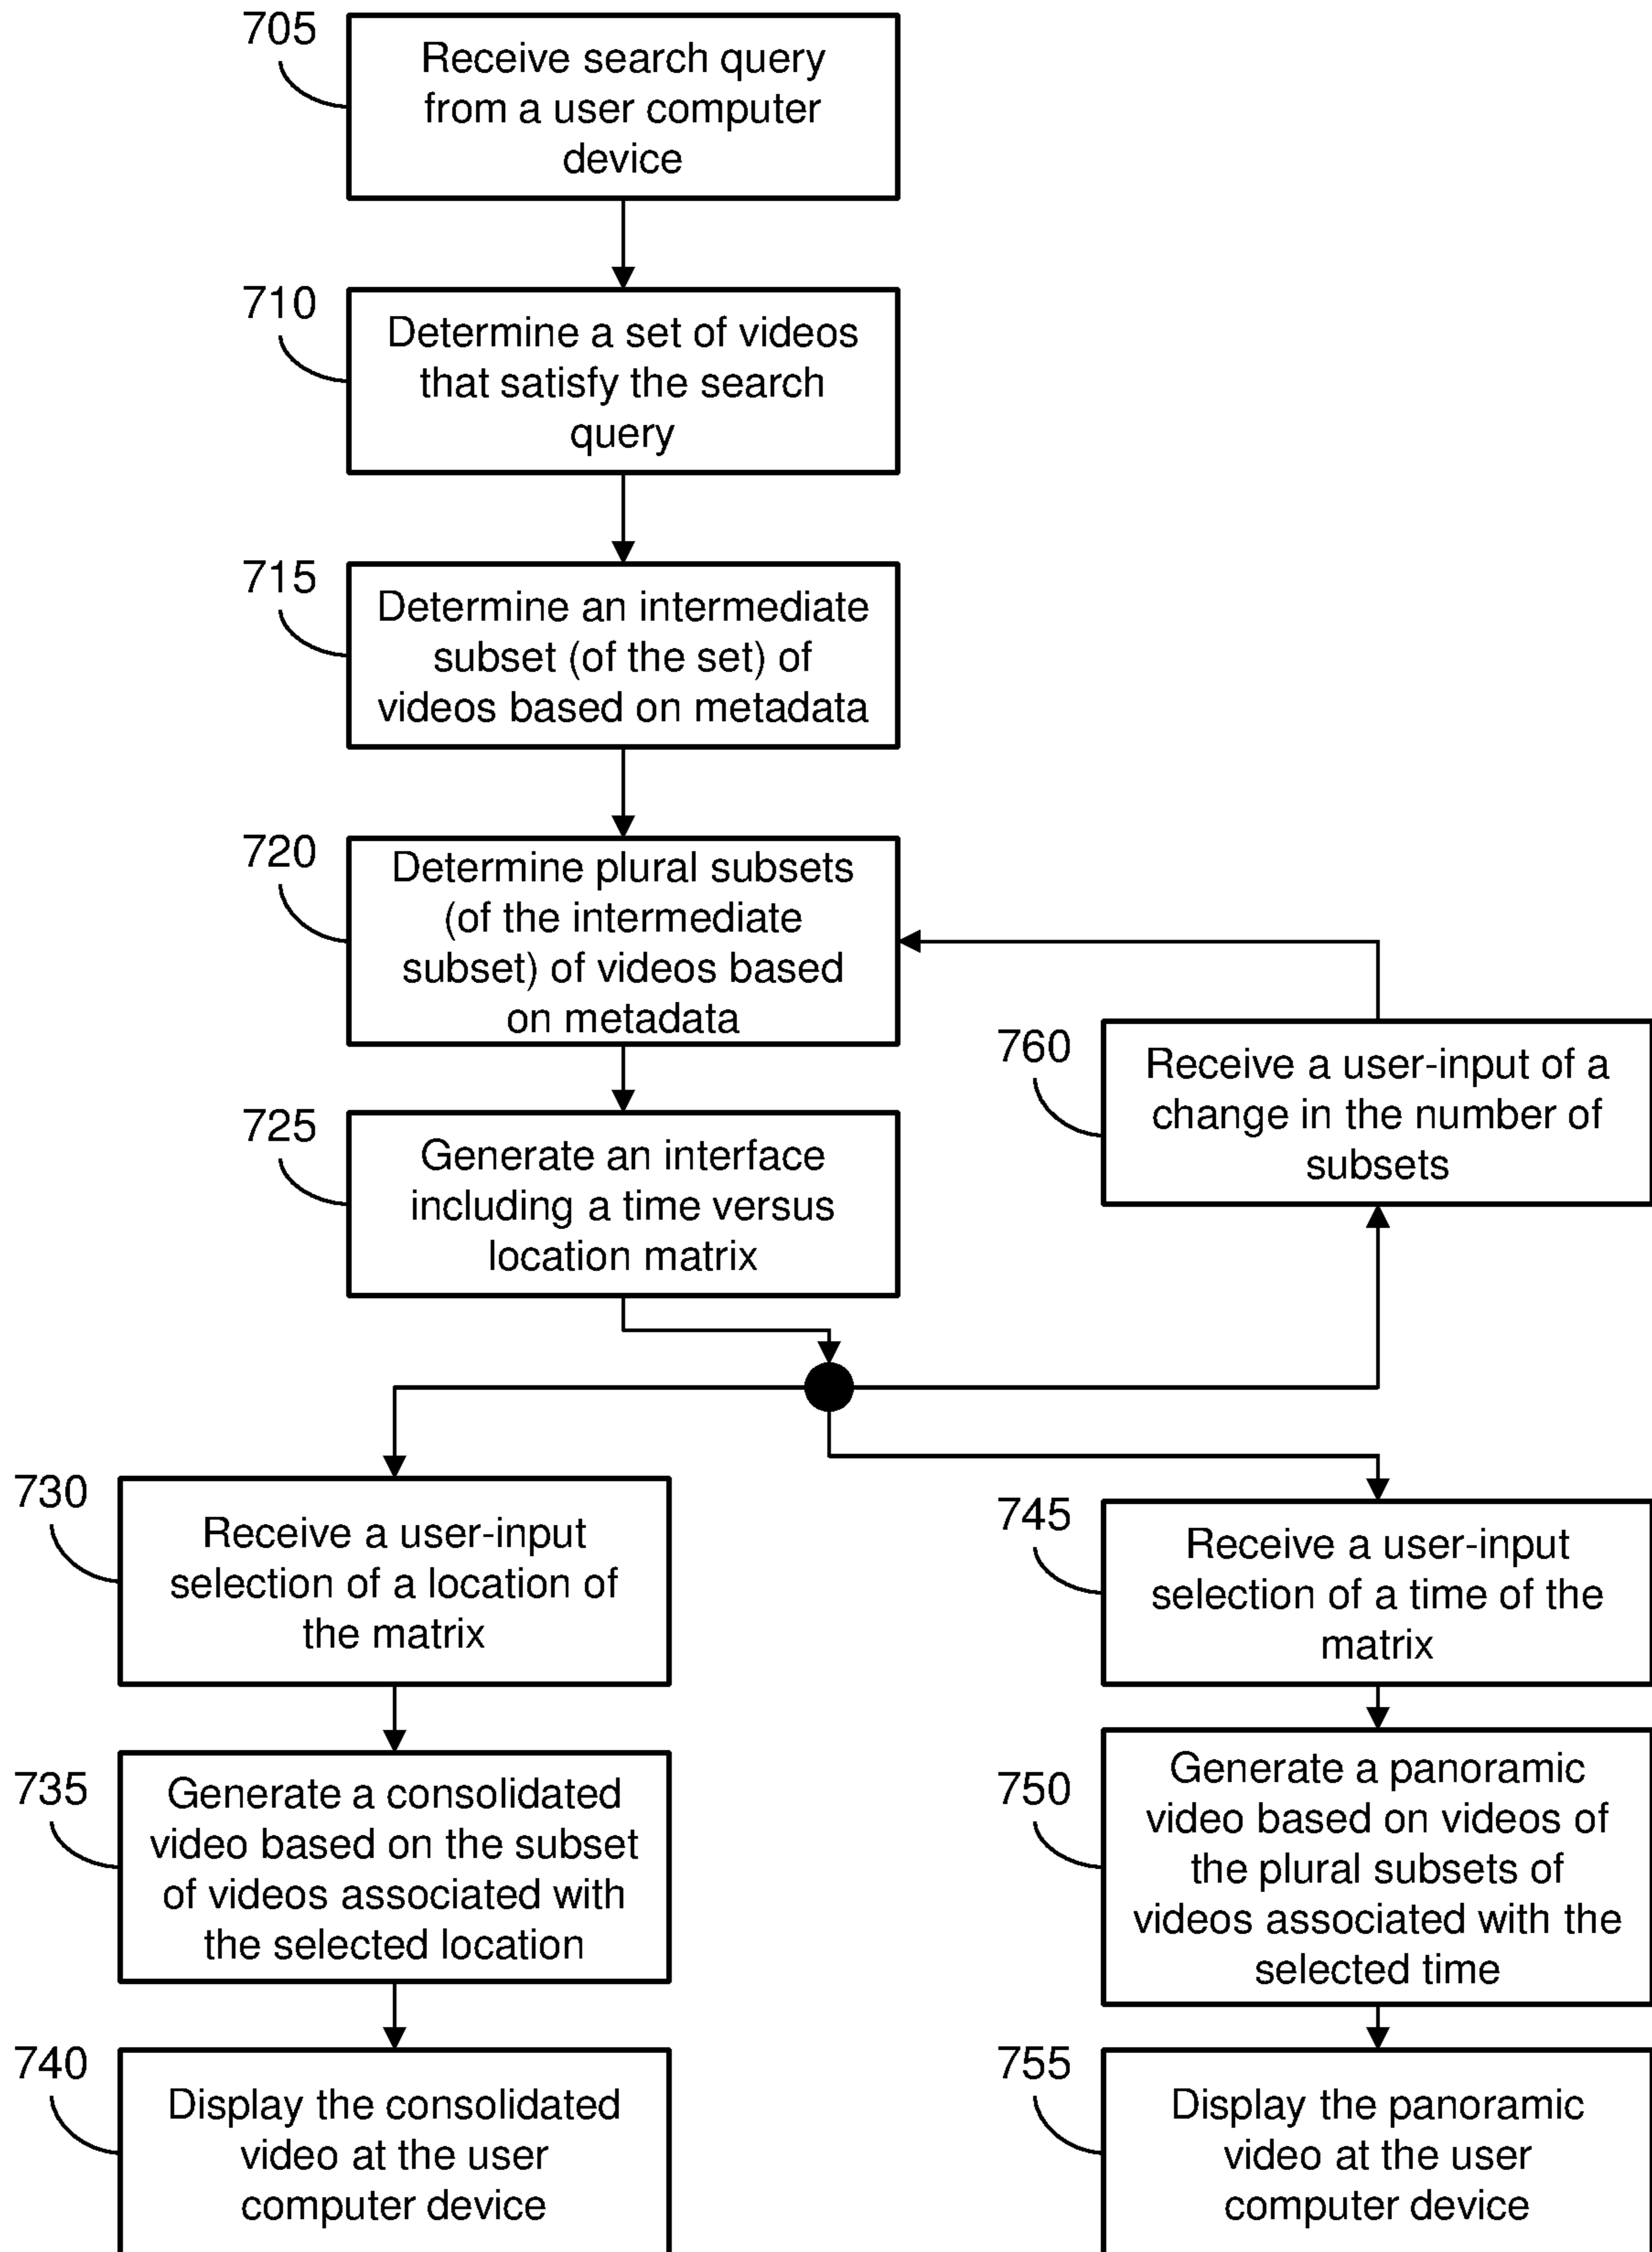 705
Receive search query
from a user computer
device
710
Determine a set of videos
that satisfy the search
query
715
Determine an intermediate
subset (of the set) of
videos based on metadata
720
Determine plural subsets
(of the intermediate
subset) of videos based
on metadata
760
Receive a user-input of a
change in the number of
subsets
725
Generate an interface
including a time versus
location matrix
730
Receive a user-input
selection of a location of
the matrix
745
Receive a user-input
selection of a time of the
matrix
735
Generate a consolidated
video based on the subset
of videos associated with
the selected location
750
Generate a panoramic
video based on videos of
the plural subsets of
videos associated with the
selected time
740
Display the consolidated
video at the user
computer device
755
Display the panoramic
video at the user
computer device